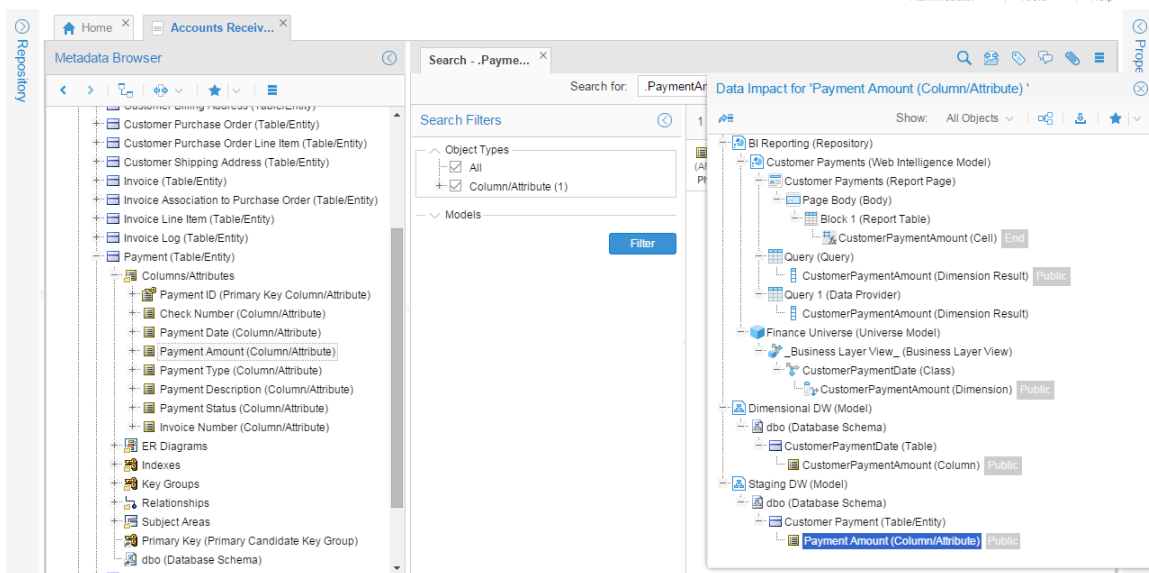 Repository
Home
Accounts Receiv...
Metadata Browser
Customer Billing Address (Table/Entity)
Customer Purchase Order (Table/Entity)
Customer Purchase Order Line Item (Table/Entity)
Customer Shipping Address (Table/Entity)
Invoice (Table/Entity)
Invoice Association to Purchase Order (Table/Entity)
Invoice Line Item (Table/Entity)
Invoice Log (Table/Entity)
Payment (Table/Entity)
Columns/Attributes
Payment ID (Primary Key Column/Attribute)
Check Number (Column/Attribute)
Payment Date (Column/Attribute)
Payment Amount (Column/Attribute)
Payment Type (Column/Attribute)
Payment Description (Column/Attribute)
Payment Status (Column/Attribute)
Invoice Number (Column/Attribute)
ER Diagrams
Indexes
Key Groups
Relationships
Subject Areas
Primary Key (Primary Candidate Key Group)
dbo (Database Schema)
Search - .Payme...
Search for: .PaymentAr
Search Filters
Object Types
All
Column/Attribute (1)
Models
Filter
1
Data Impact for 'Payment Amount (Column/Attribute) '
Show: All Objects
BI Reporting (Repository)
Customer Payments (Web Intelligence Model)
Customer Payments (Report Page)
Page Body (Body)
Block 1 (Report Table)
CustomerPaymentAmount (Cell) End
Query (Query)
CustomerPaymentAmount (Dimension Result) Public
Query 1 (Data Provider)
CustomerPaymentAmount (Dimension Result)
Finance Universe (Universe Model)
_Business Layer View_ (Business Layer View)
CustomerPaymentDate (Class)
CustomerPaymentAmount (Dimension) Public
Dimensional DW (Model)
dbo (Database Schema)
CustomerPaymentDate (Table)
CustomerPaymentAmount (Column) Public
Staging DW (Model)
dbo (Database Schema)
Customer Payment (Table/Entity)
Payment Amount (Column/Attribute) Public
Prope